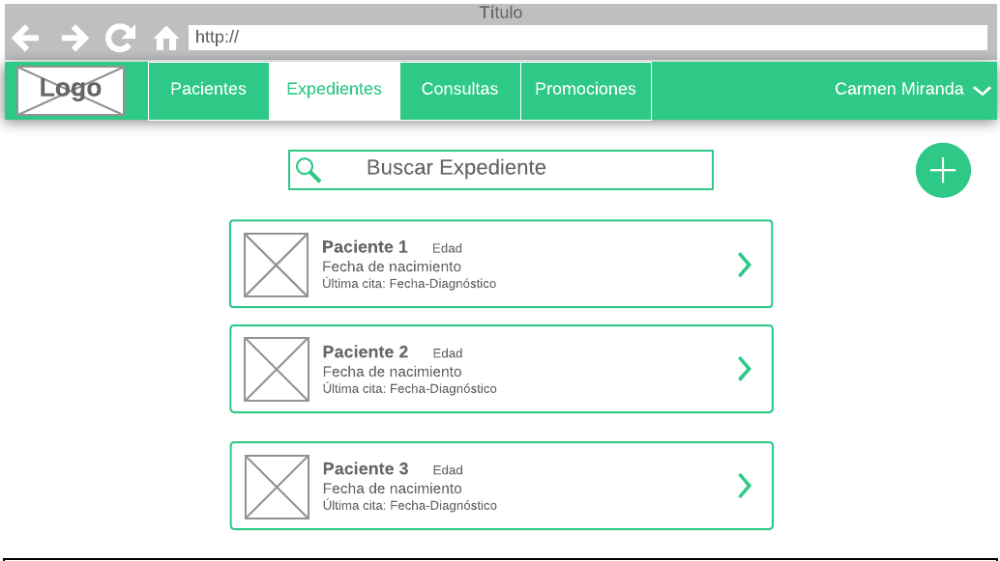 Título
http://
Logo
Pacientes
Expedientes
Consultas
Promociones
Carmen Miranda
Buscar Expediente
Paciente 1 Edad
Fecha de nacimiento
Última cita: Fecha-Diagnóstico
Paciente 2 Edad
Fecha de nacimiento
Última cita: Fecha-Diagnóstico
Paciente 3 Edad
Fecha de nacimiento
Última cita: Fecha-Diagnóstico